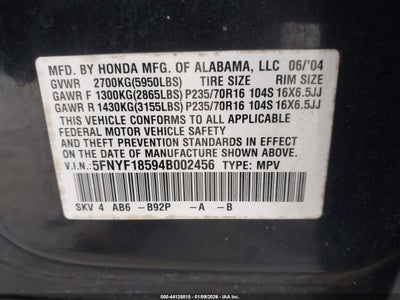 MFD. BY HONDA MFG. OF ALABAMA, LLC 06/'04
GVWR 2700KG(5950LBS) TIRE SIZE RIM SIZE
GAWR F 1300KG(2865LBS) P235/70R16 104S 16X6.5JJ
GAWR R 1430KG(3155LBS) P235/70R16 104S 16X6.5JJ
THIS VEHICLE CONFORMS TO ALL APPLICABLE
FEDERAL MOTOR VEHICLE SAFETY AND
THEFT PREVENTION STANDARDS IN EFFECT
ON THE DATE OF MANUFACTURE SHOWN ABOVE.
V.I.N.: 5FNYF18594B002456 TYPE: MPV
SKV 4 AB6 -B92P -A -B
000-44128815 - 01/09/2026 - IAAI.COM